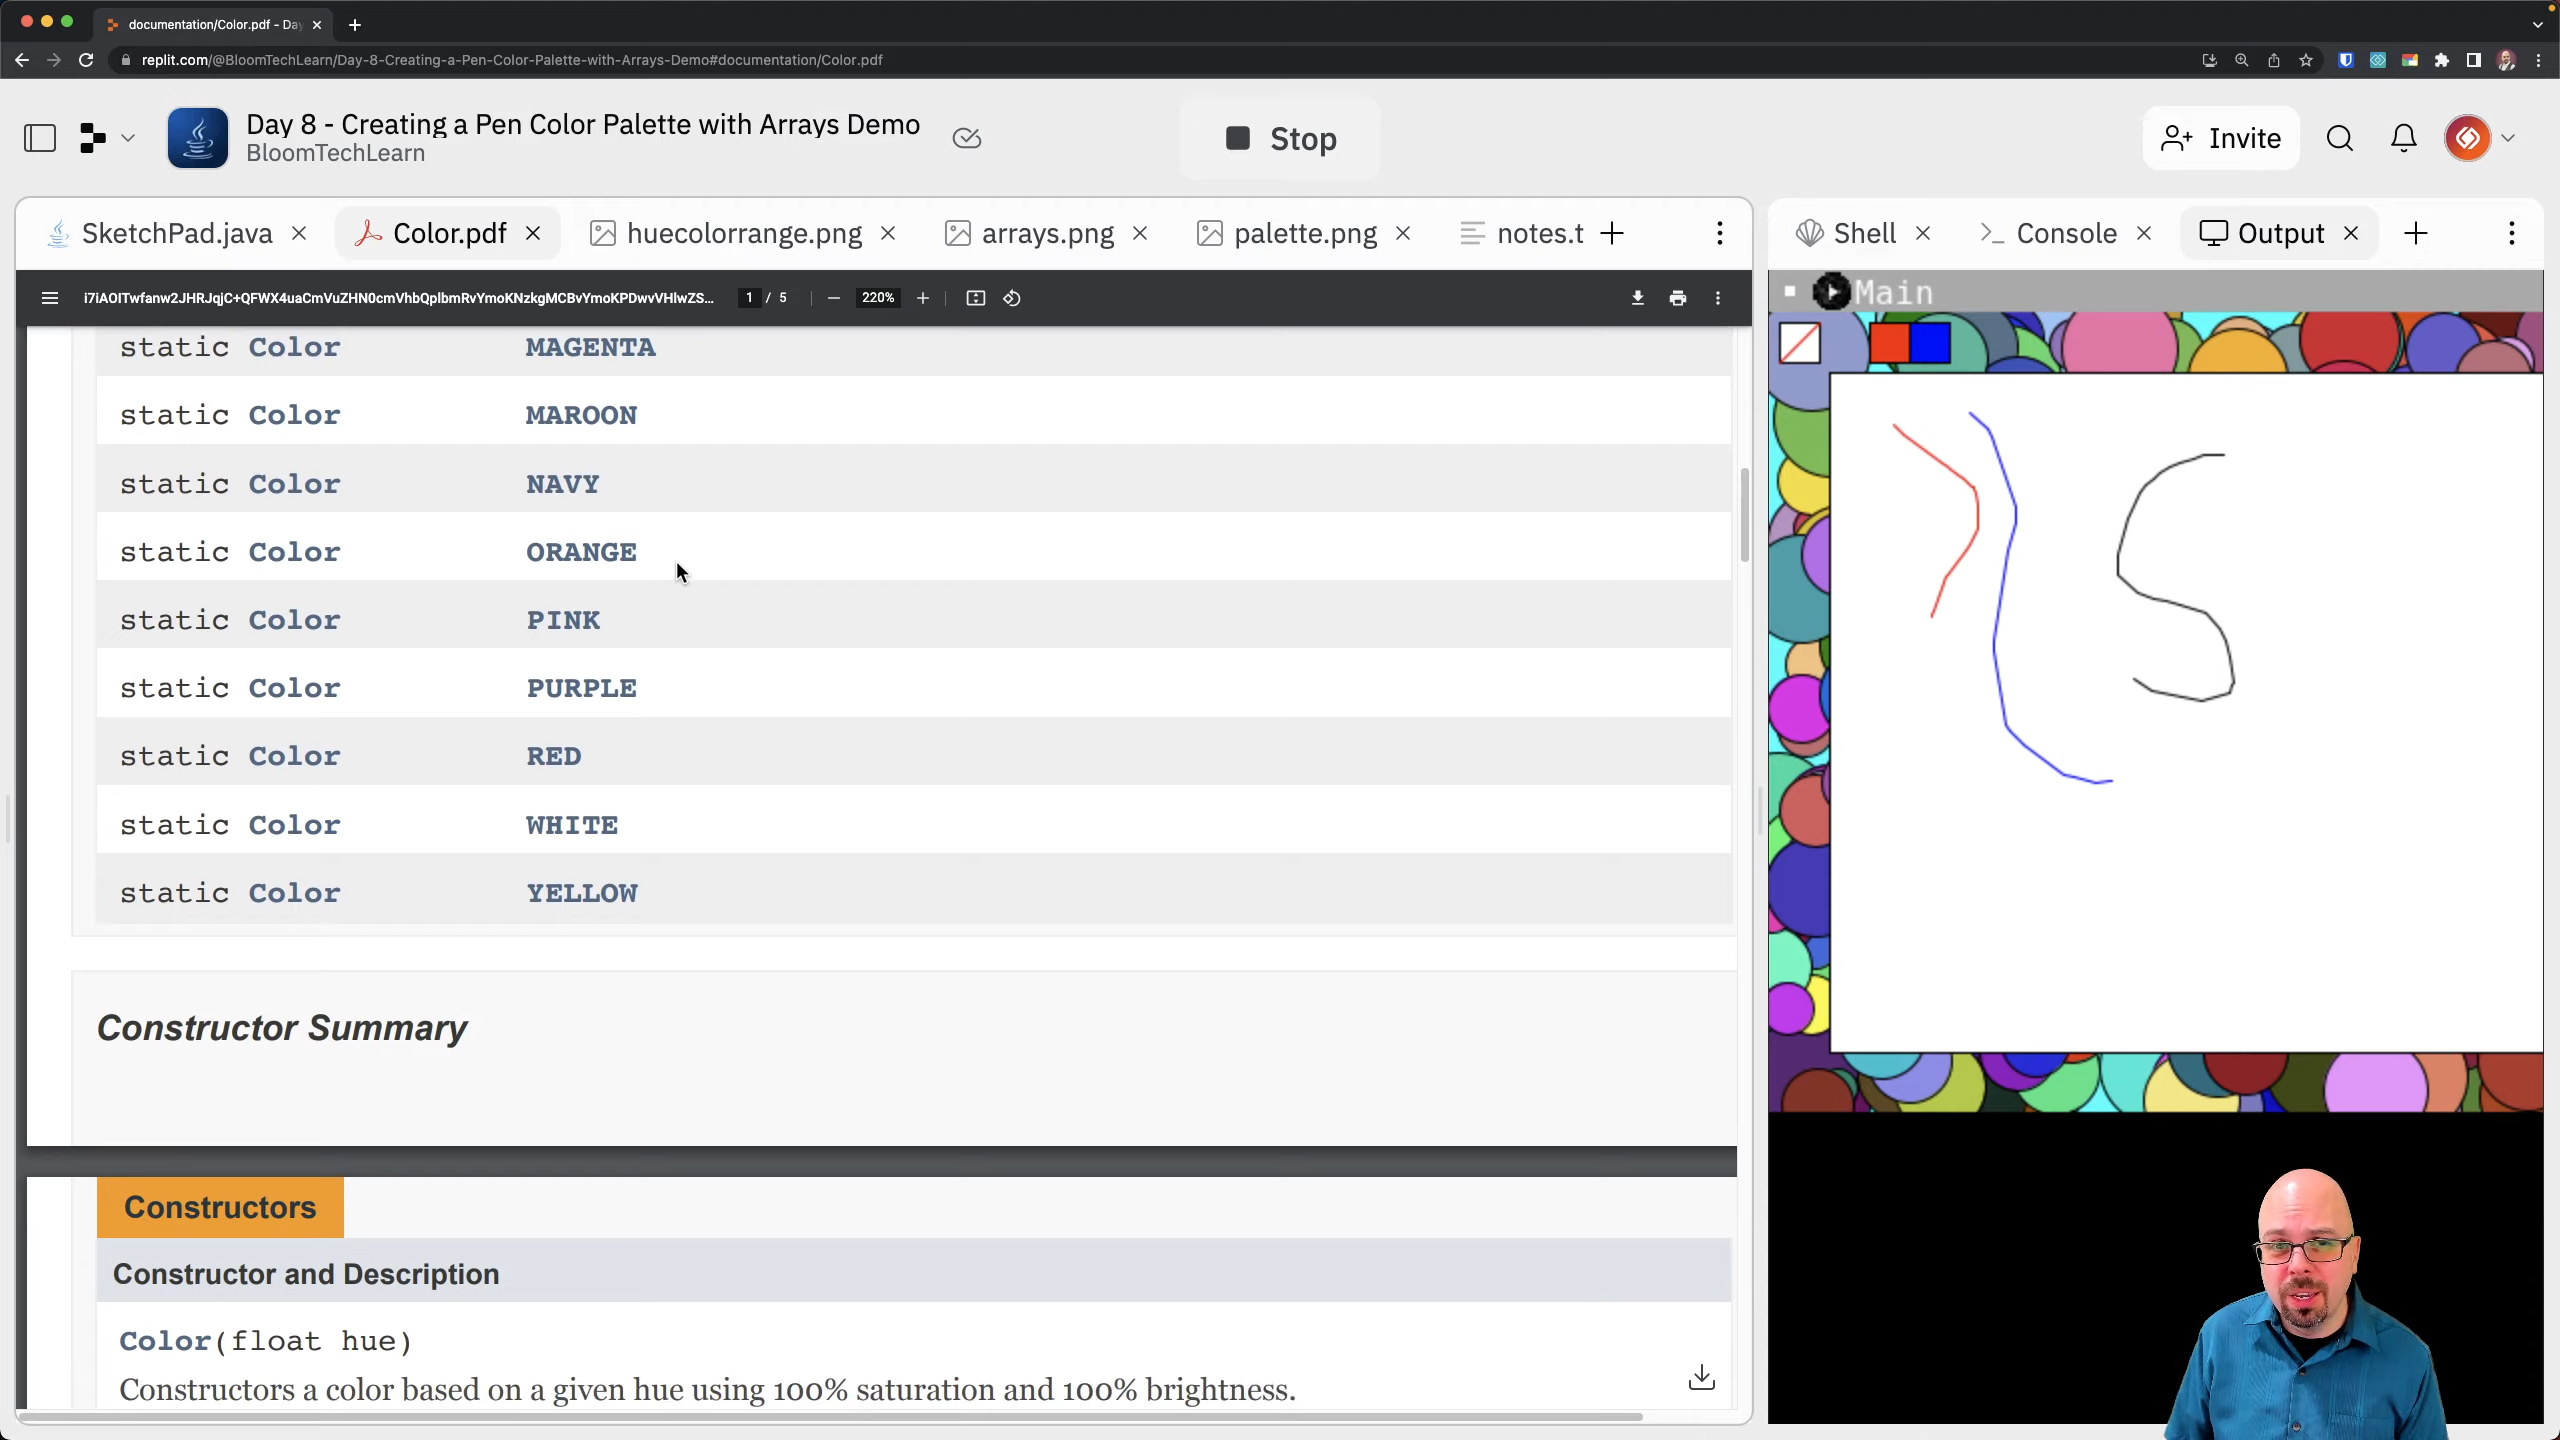 documentation/Color.pdf - Day
replit.com/@BloomTechLearn/Day-8-Creating-a-Pen-Color-Palette-with-Arrays-Demo#documentation/Color.pdf
Day 8 - Creating a Pen Color Palette with Arrays Demo
BloomTechLearn
Stop
Invite
SketchPad.java
Color.pdf
huecolorrange.png
arrays.png
palette.png
notes.t
Shell
Console
Output
1 / 5
220%
Main
static Color MAGENTA
static Color MAROON
static Color NAVY
static Color ORANGE
static Color PINK
static Color PURPLE
static Color RED
static Color WHITE
static Color YELLOW
Constructor Summary
Constructors
Constructor and Description
Color(float hue)
Constructors a color based on a given hue using 100% saturation and 100% brightness.